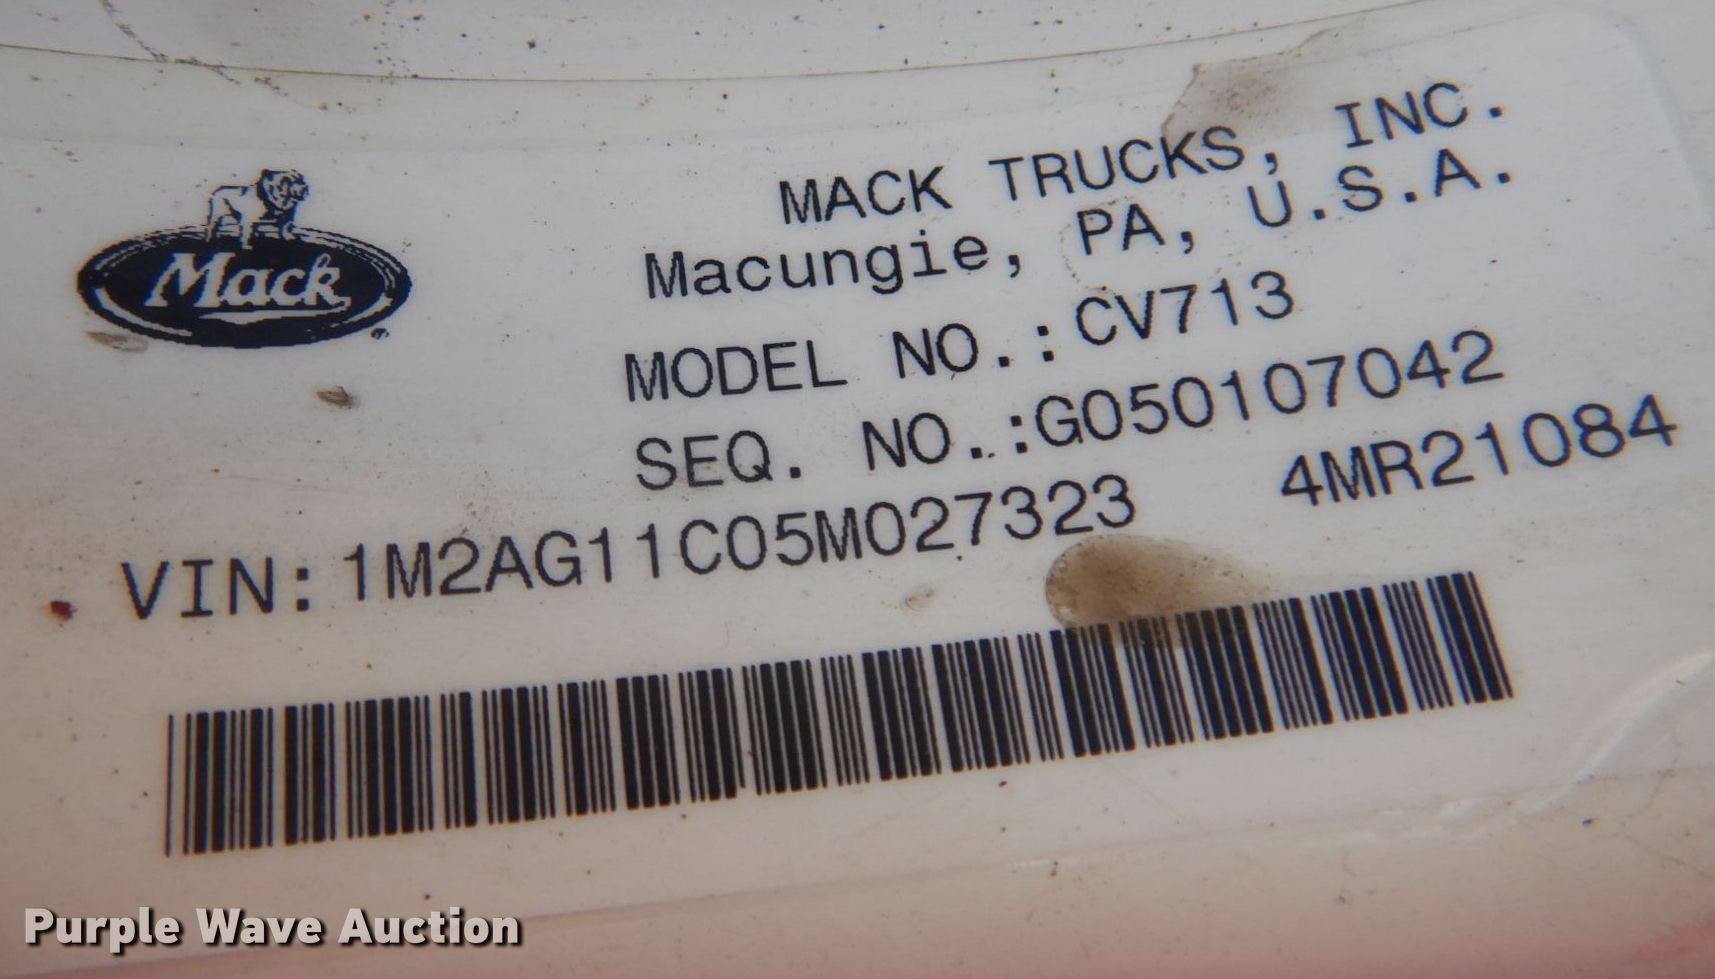 Mack
MACK TRUCKS, INC.
Macungie, PA, U.S.A.
MODEL NO.:CV713
SEQ. NO.:G050107042
VIN:1M2AG11C05M027323 4MR21084
Purple Wave Auction